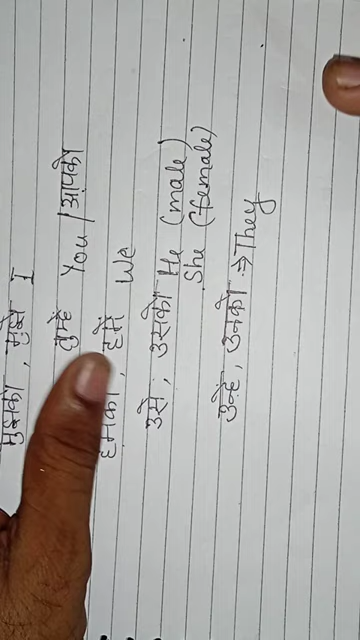 मुझको, मुझे I
तुम्हे You / आपको
हमको, हमें We
उसे, उसको He (male)
She (female)
उन्हे, उनको ⇒ They